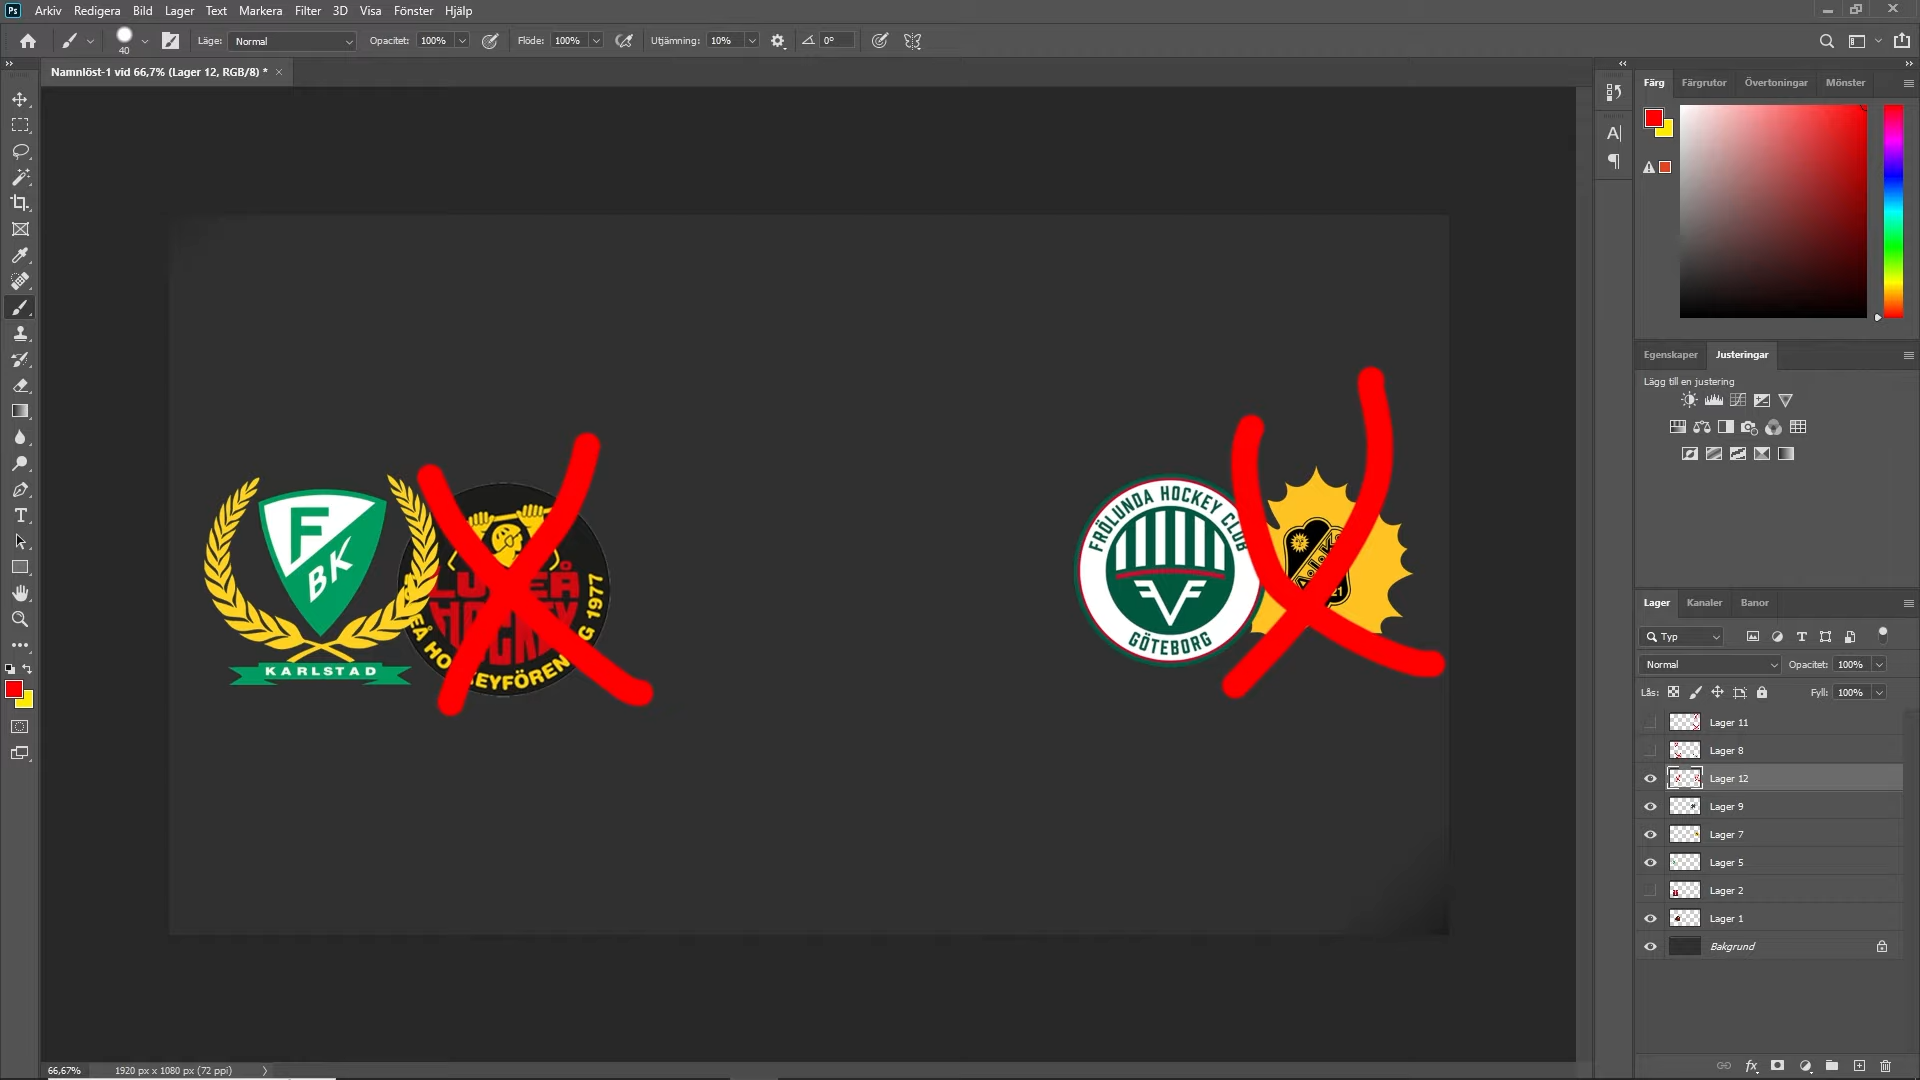 Ps Arkiv Redigera Bild Lager Text Markera Filter 3D Visa Fönster Hjälp
40 Läge: Normal Opacitet: 100% Flöde: 100% Utjämning: 10% 0°
Namnlöst-1 vid 66,7% (Lager 12, RGB/8) * ×
Färg Färgrutor Övertoningar Mönster
Egenskaper Justeringar
Lägg till en justering
FRÖLUNDA HOCKEY CLUB
GÖTEBORG
F
BK
KARLSTAD
HOCKEY
1977
21
Lager Kanaler Banor
Typ
Normal Opacitet: 100%
Lås: Fyll: 100%
Lager 11
Lager 8
Lager 12
Lager 9
Lager 7
Lager 5
Lager 2
Lager 1
Bakgrund
66,67% 1920 px x 1080 px (72 ppi)